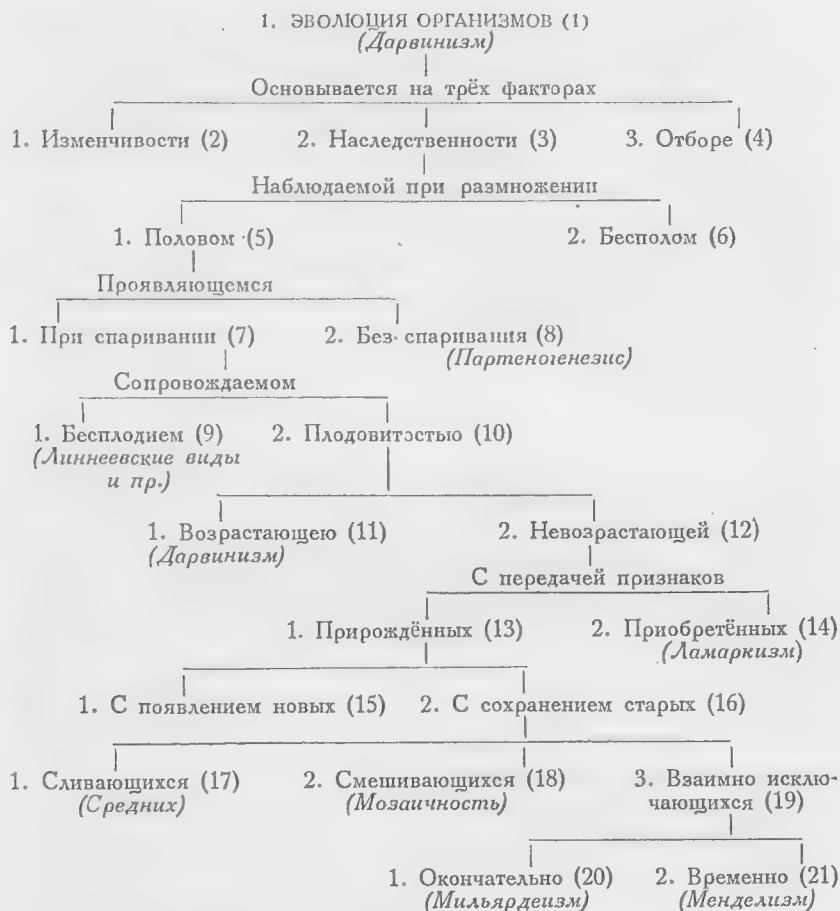 1. ЭВОЛЮЦИЯ ОРГАНИЗМОВ (1)
(Дарвинизм)
Основывается на трёх факторах
1. Изменчивости (2) 2. Наследственности (3) 3. Отборе (4)
Наблюдаемой при размножении
1. Половом (5) 2. Бесполом (6)
Проявляющемся
1. При спаривании (7) 2. Без спаривания (8)
(Партеногенезис)
Сопровождаемом
1. Бесплодием (9) 2. Плодовитостью (10)
(Линнеевские виды
и пр.)
1. Возрастающею (11) 2. Невозрастающей (12)
(Дарвинизм)
С передачей признаков
1. Прирождённых (13) 2. Приобретённых (14)
(Ламаркизм)
1. С появлением новых (15) 2. С сохранением старых (16)
1. Сливающихся (17) 2. Смешивающихся (18) 3. Взаимно исклю-
(Средних) (Мозаичность) чающихся (19)
1. Окончательно (20) 2. Временно (21)
(Мильярдеизм) (Менделизм)